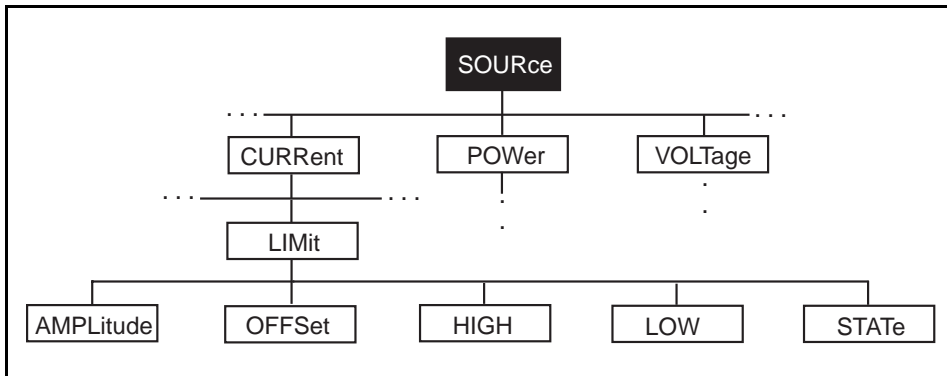 SOURce
CURRent POWer VOLTage
LIMit
AMPLitude OFFSet HIGH LOW STATe